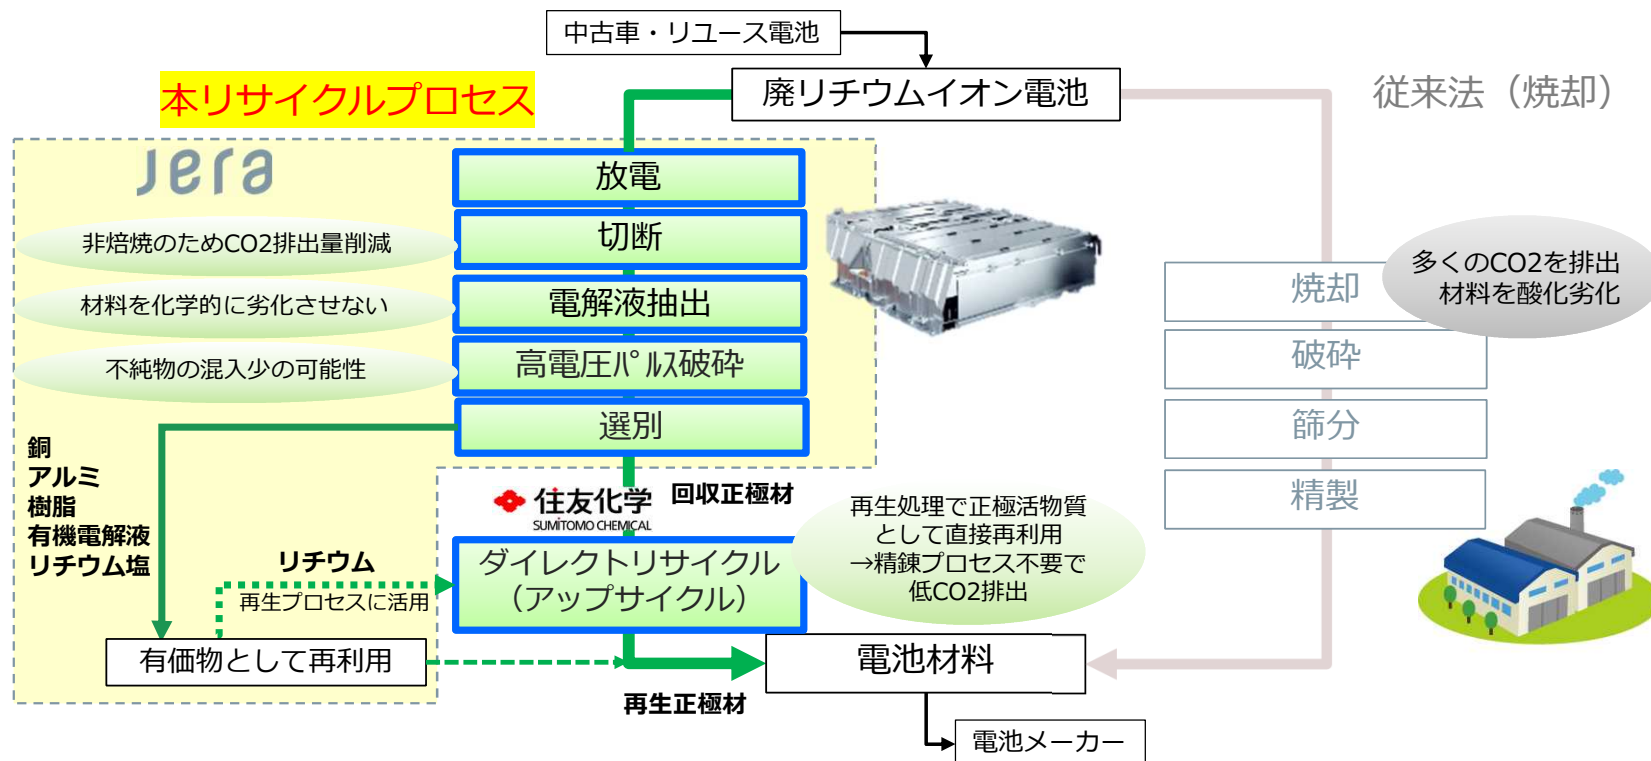 中古車・リユース電池
廃リチウムイオン電池
本リサイクルプロセス
従来法（焼却）
Jera
放電
切断
電解液抽出
高電圧ﾊﾟﾙｽ破砕
選別
非焙焼のためCO2排出量削減
材料を化学的に劣化させない
不純物の混入少の可能性
銅
アルミ
樹脂
有機電解液
リチウム塩
住友化学
SUMITOMO CHEMICAL
回収正極材
ダイレクトリサイクル
（アップサイクル）
再生処理で正極活物質
として直接再利用
→精錬プロセス不要で
低CO2排出
リチウム
再生プロセスに活用
有価物として再利用
再生正極材
電池材料
電池メーカー
焼却
破砕
篩分
精製
多くのCO2を排出
材料を酸化劣化